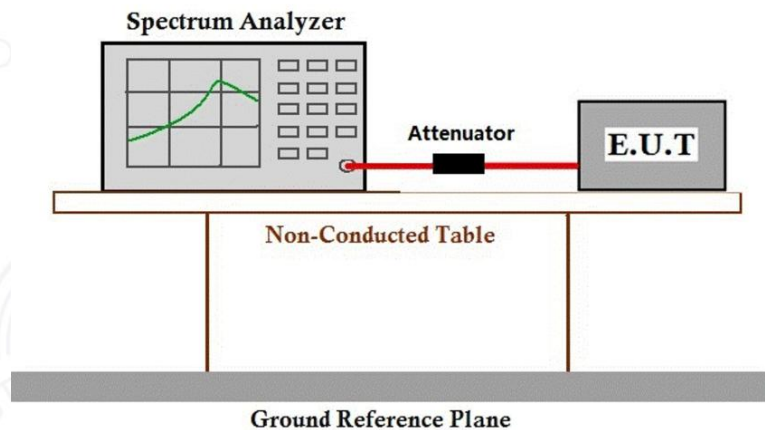 Spectrum Analyzer
Attenuator
E.U.T
Non-Conducted Table
Ground Reference Plane